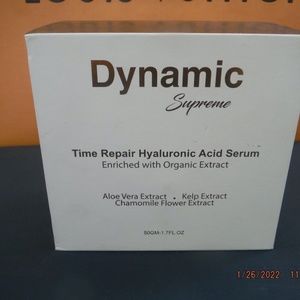 Dynamic
Supreme
Time Repair Hyaluronic Acid Serum
Enriched with Organic Extract
Aloe Vera Extract . Kelp Extract
Chamomile Flower Extract
50GM-1.7FL.OZ
1/26/2022 11